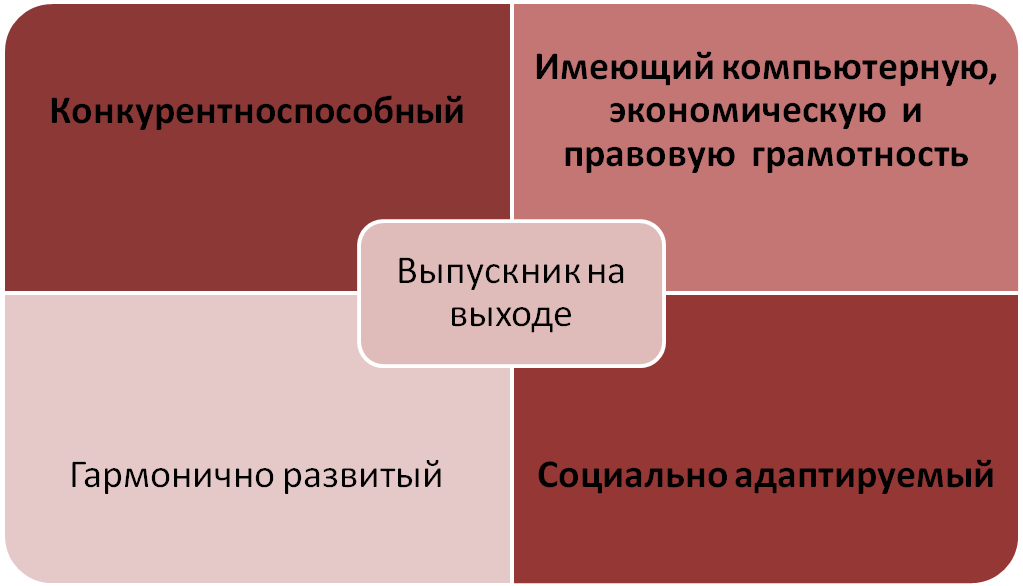 Конкурентноспособный
Имеющий компьютерную,
экономическую и
правовую грамотность
Выпускник на
выходе
Гармонично развитый
Социально адаптируемый